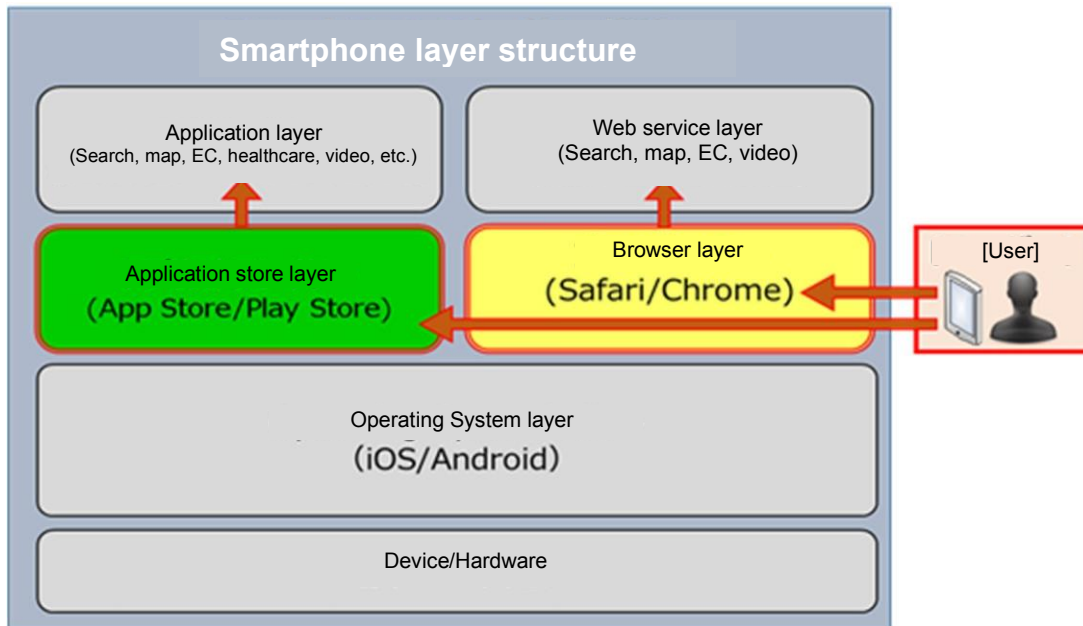 Smartphone layer structure
Application layer
(Search, map, EC, healthcare, video, etc.)
Web service layer
(Search, map, EC, video)
Application store layer
(App Store/Play Store)
Browser layer
(Safari/Chrome)
[User]
Operating System layer
(iOS/Android)
Device/Hardware